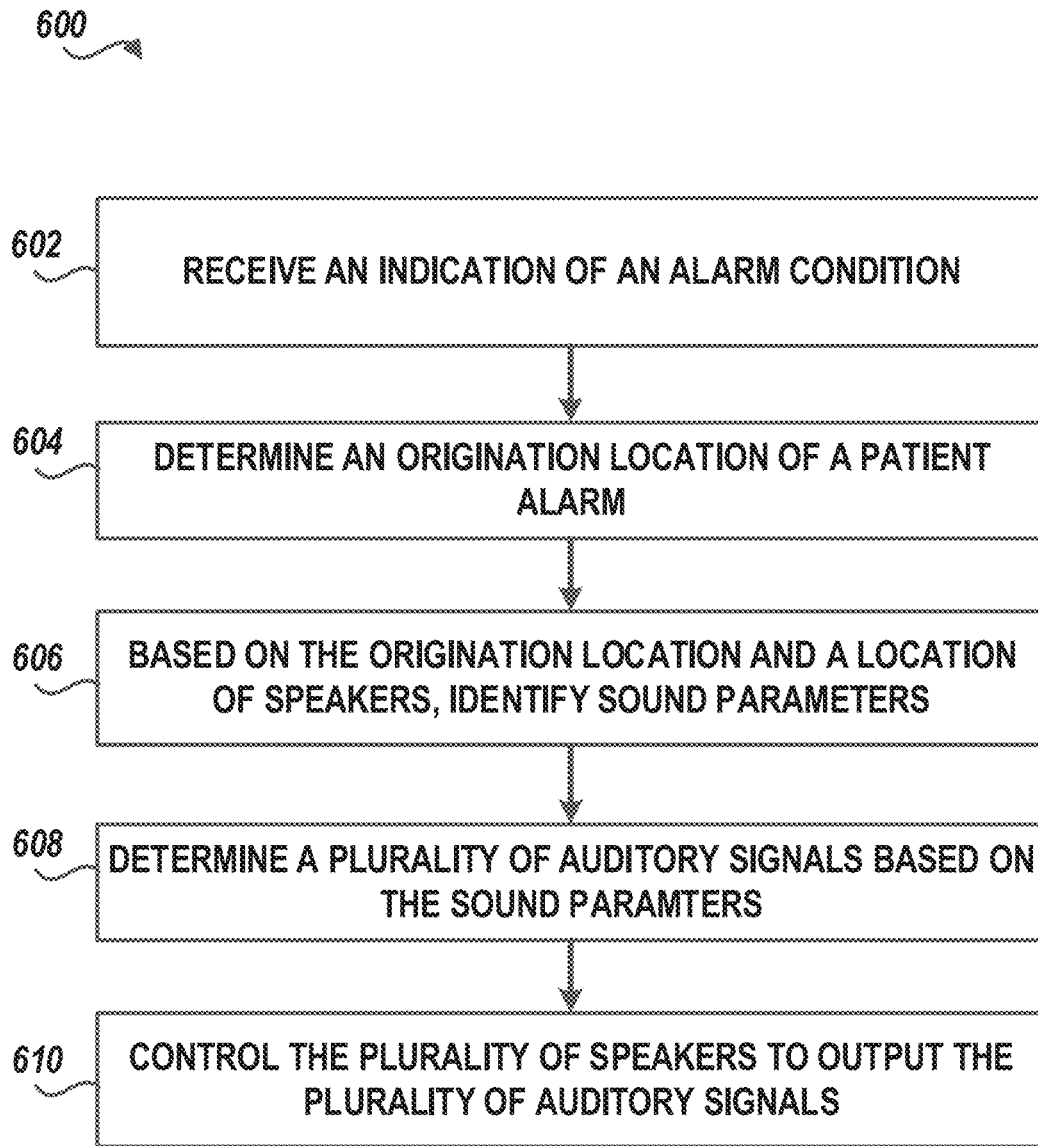 600
602
RECEIVE AN INDICATION OF AN ALARM CONDITION
604
DETERMINE AN ORIGINATION LOCATION OF A PATIENT
ALARM
606
BASED ON THE ORIGINATION LOCATION AND A LOCATION
OF SPEAKERS, IDENTIFY SOUND PARAMETERS
608
DETERMINE A PLURALITY OF AUDITORY SIGNALS BASED ON
THE SOUND PARAMTERS
610
CONTROL THE PLURALITY OF SPEAKERS TO OUTPUT THE
PLURALITY OF AUDITORY SIGNALS